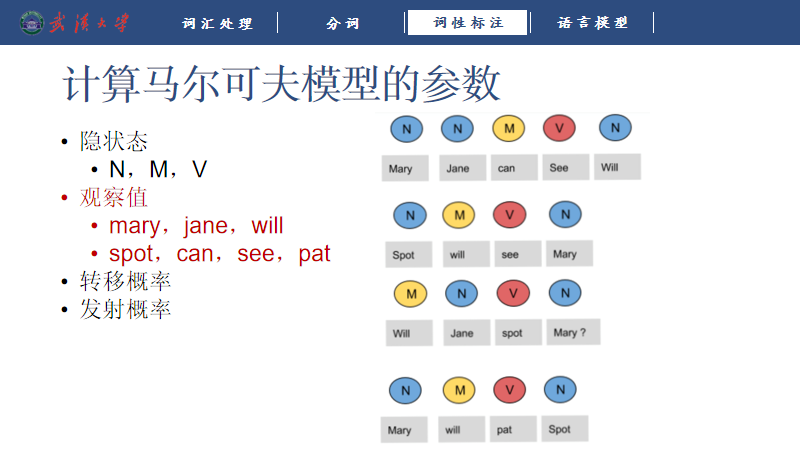 武汉大学 词汇处理 分词 词性标注 语言模型
计算马尔可夫模型的参数
• 隐状态
• N，M，V
• 观察值
• mary，jane，will
• spot，can，see，pat
• 转移概率
• 发射概率
N N M V N
Mary Jane can See Will
N M V N
Spot will see Mary
M N V N
Will Jane spot Mary ?
N M V N
Mary will pat Spot